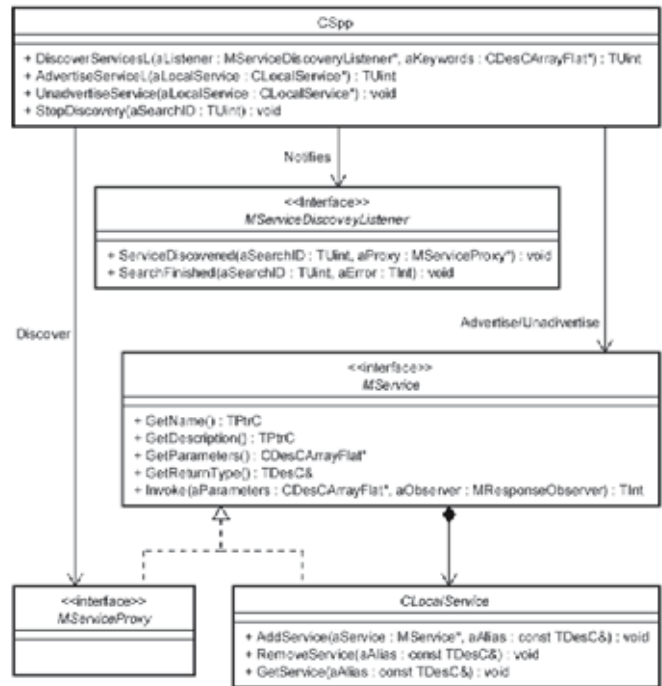 CSpp
+ DiscoverServicesL(aListener : MServiceDiscoveryListener*, aKeywords : CDesCArrayFlat*) : TUint
+ AdvertiseServiceL(aLocalService : CLocalService*) : TUint
+ UnadvertiseService(aLocalService : CLocalService*) : void
+ StopDiscovery(aSearchID : TUint) : void
Notifies
<<Interface>>
MServiceDiscoveyListener
+ ServiceDiscovered(aSearchID : TUint, aProxy : MServiceProxy*) : void
+ SearchFinished(aSearchID : TUint, aError : TInt) : void
Discover
Advertise/Unadivertise
<<interface>>
MService
+ GetName() : TPtrC
+ GetDescription() : TPtrC
+ GetParameters() : CDesCArrayFlat*
+ GetReturnType() : TDesC&
+ Invoke(aParameters : CDesCArrayFlat*, aObserver : MResponseObserver) : TInt
<<interface>>
MServiceProxy
CLocalService
+ AddService(aService : MService*, aAlias : const TDesC&) : void
+ RemoveService(aAlias : const TDesC&) : void
+ GetService(aAlias : const TDesC&) : void